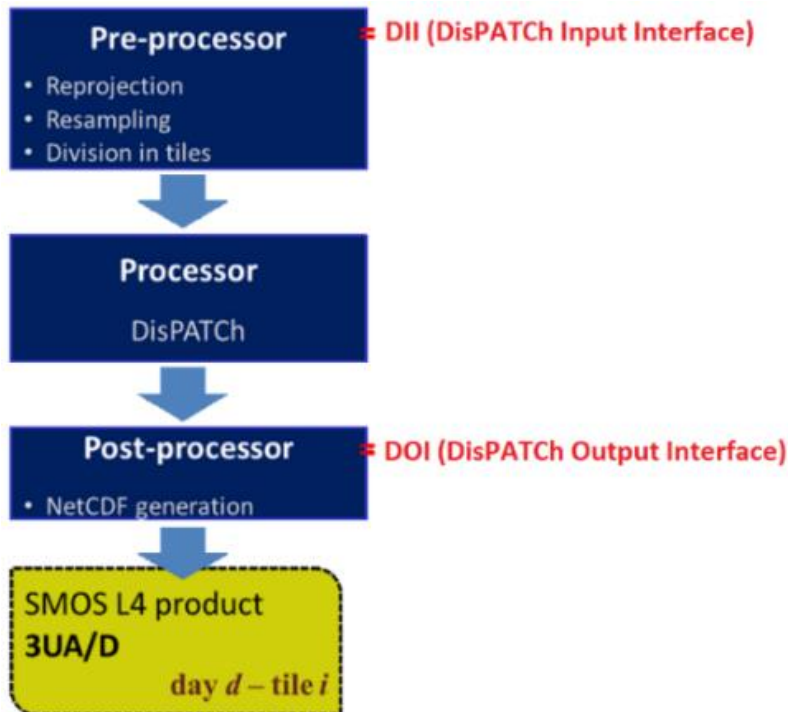 Pre-processor
= DII (DisPATCh Input Interface)
• Reprojection
• Resampling
• Division in tiles
Processor
DisPATCh
Post-processor
= DOI (DisPATCh Output Interface)
• NetCDF generation
SMOS L4 product
3UA/D
day d – tile i